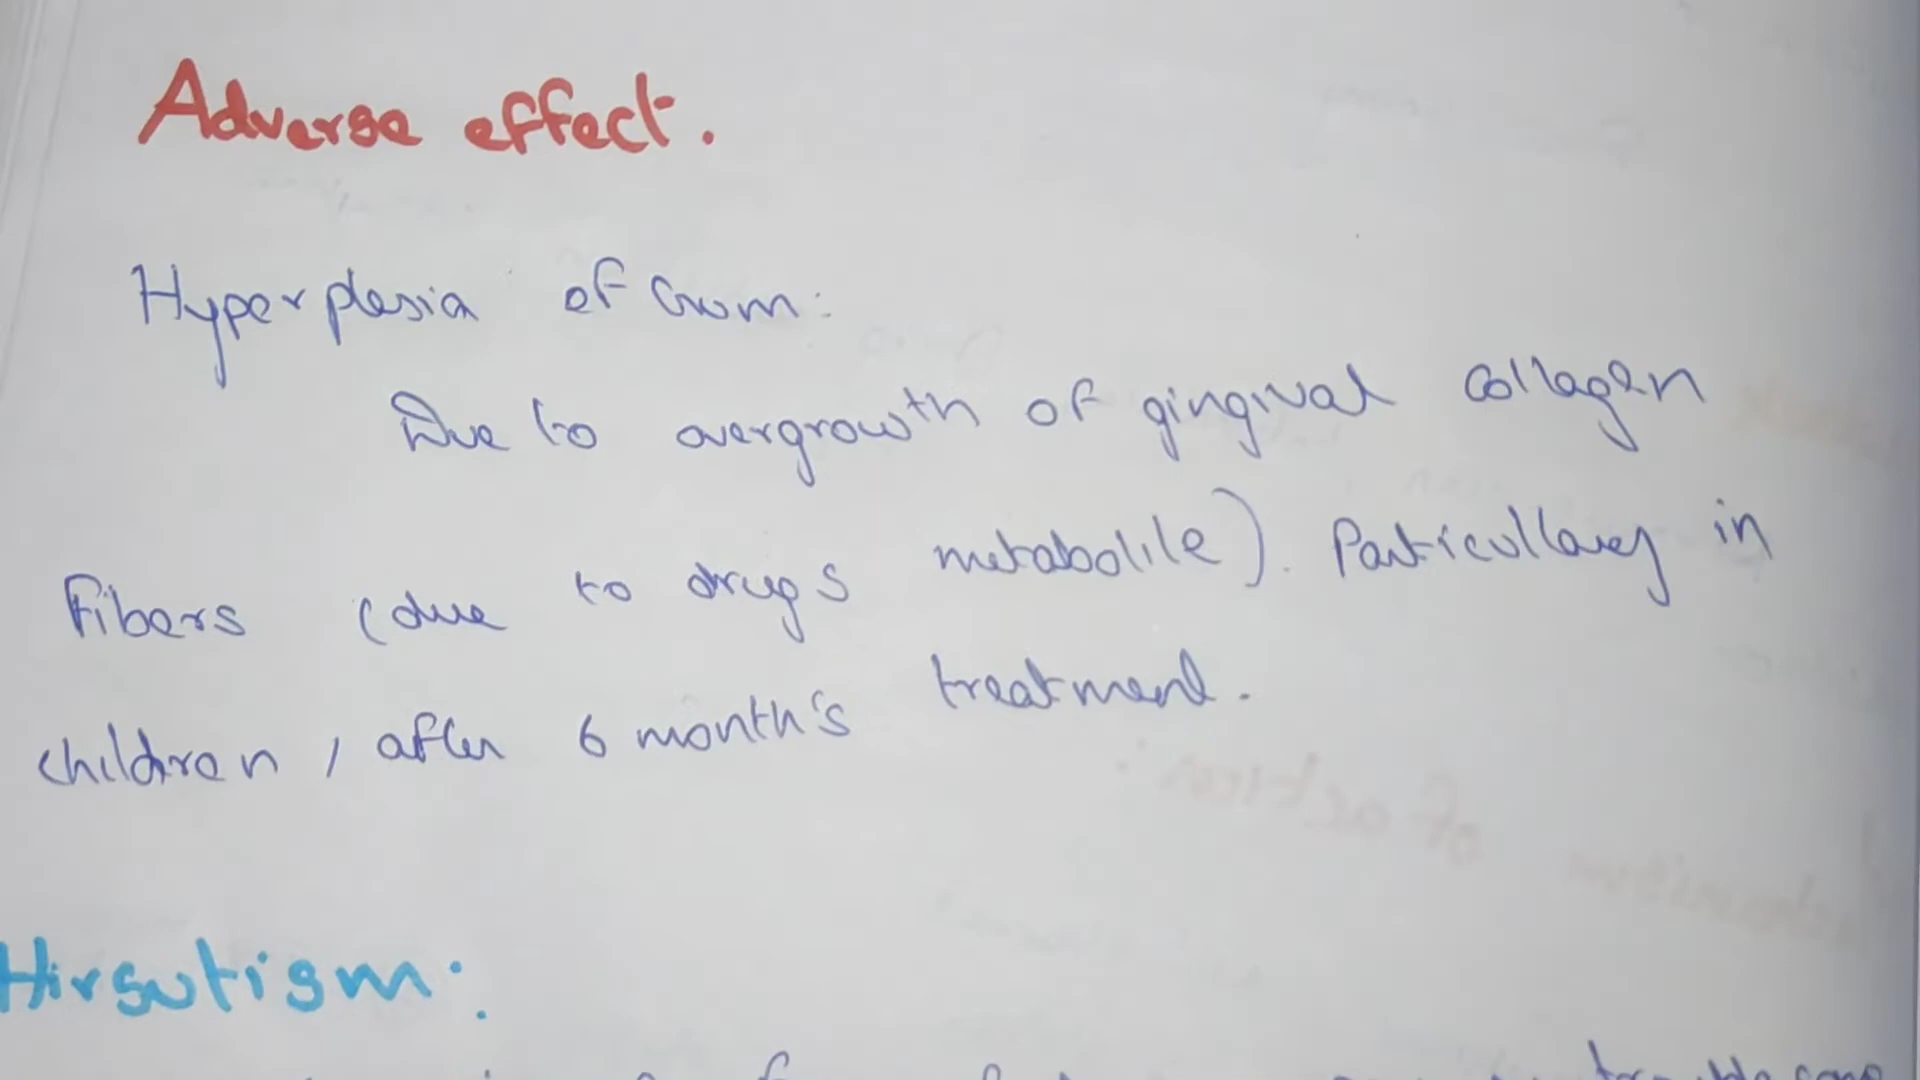 Adverse effect.
Hyperplasia of Gum:
Due to overgrowth of gingival collagen
Fibers (due to drugs metabolite). Particullarey in
children, after 6 month's treatment.
Hirsutism: